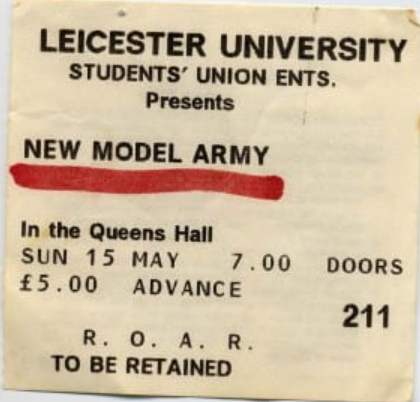 LEICESTER UNIVERSITY
STUDENTS' UNION ENTS.
Presents
NEW MODEL ARMY
In the Queens Hall
SUN 15 MAY 7.00 DOORS
£5.00 ADVANCE
211
R. O. A. R.
TO BE RETAINED